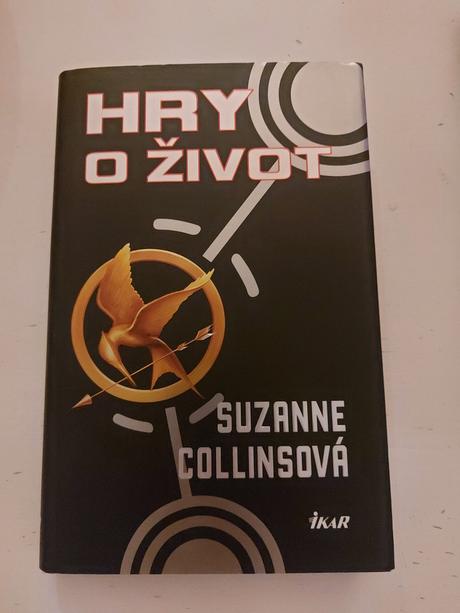 HRY
O ŽIVOT
SUZANNE
COLLINSOVÁ
IKAR